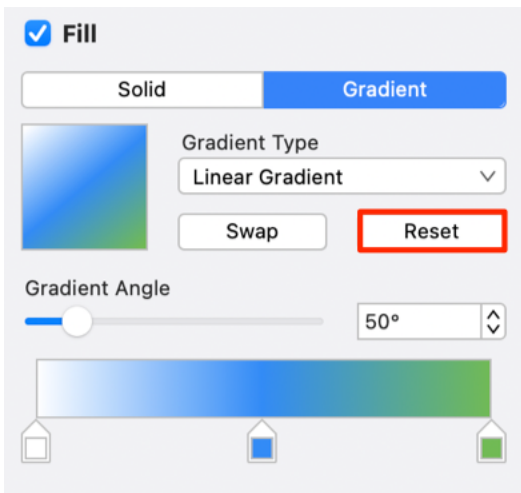 Fill
Solid Gradient
Gradient Type
Linear Gradient
Swap Reset
Gradient Angle
50°